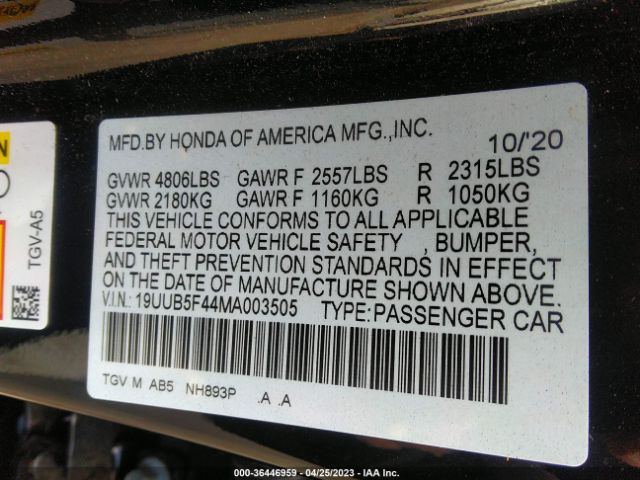 MFD.BY HONDA OF AMERICA MFG.,INC. 10/'20
GVWR 4806LBS GAWR F 2557LBS R 2315LBS
GVWR 2180KG GAWR F 1160KG R 1050KG
THIS VEHICLE CONFORMS TO ALL APPLICABLE
FEDERAL MOTOR VEHICLE SAFETY , BUMPER,
AND THEFT PREVENTION STANDARDS IN EFFECT
ON THE DATE OF MANUFACTURE SHOWN ABOVE.
V.I.N.: 19UUB5F44MA003505 TYPE:PASSENGER CAR
TGV M AB5 NH893P .A .A
TGV-A5
000-36446959 - 04/25/2023 - IAA Inc.